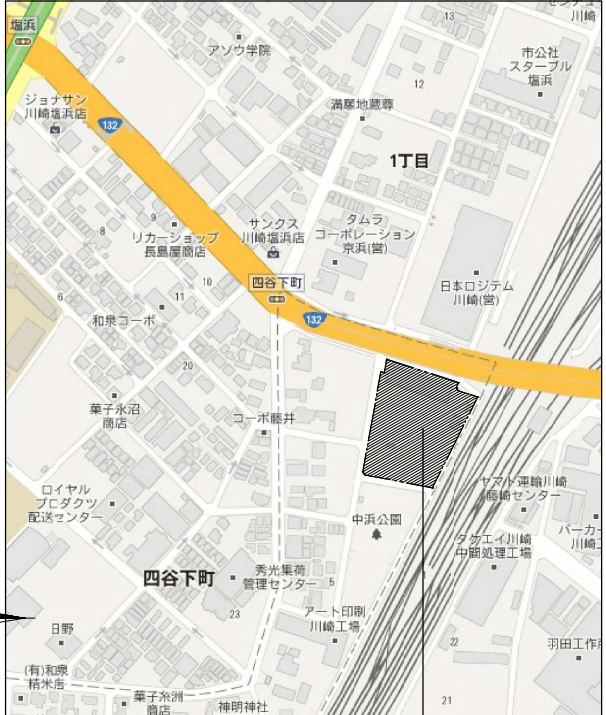 塩浜
13
川崎
アソウ学院
市公社
スターブル
塩浜
12
ジョナサン
川崎塩浜店
満願地蔵尊
132
1丁目
9
8
リカーショップ
長島屋商店
サンクス
川崎塩浜店
タムラ
コーポレーション
京浜(営)
四谷下町
日本ロジテム
川崎(営)
10
11
6
和泉コーポ
132
20
菓子永沼
商店
コーポ藤井
ロイヤル
プロダクツ
配送センター
ヤマト運輸川崎
藤崎センター
中浜公園
タケエイ川崎
中間処理工場
パーカー
川崎工
四谷下町
秀光集荷
管理センター
5
23
アート印刷
川崎工場
日野
22
羽田工作所
(有)和泉
精米店
菓子糸洲
商店
神明神社
21